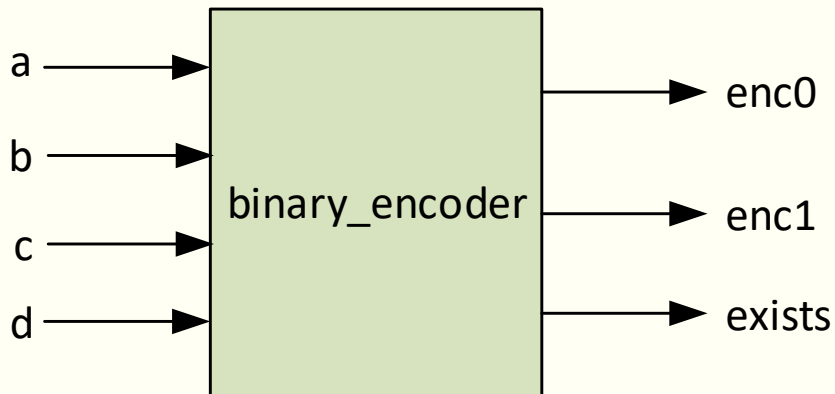 a
b
c
d
binary_encoder
enc0
enc1
exists